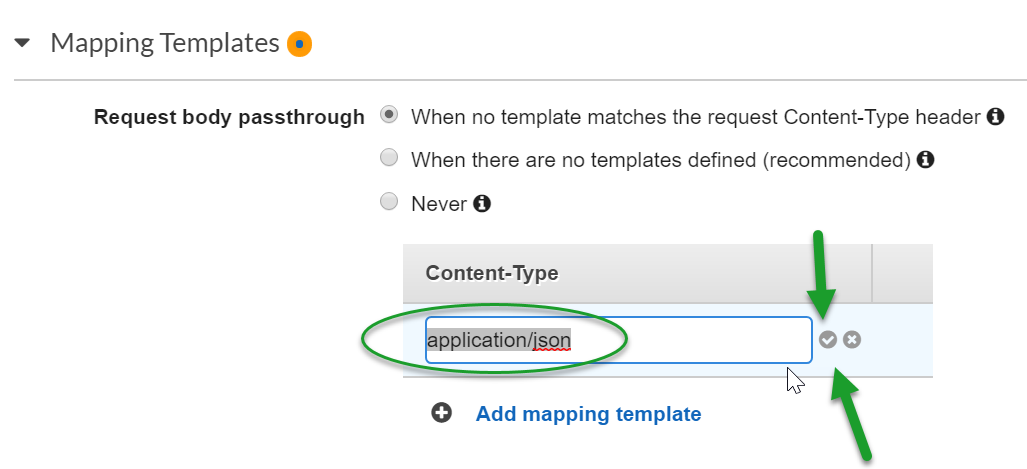 Mapping Templates
Request body passthrough
When no template matches the request Content-Type header
When there are no templates defined (recommended)
Never
Content-Type
application/json
Add mapping template